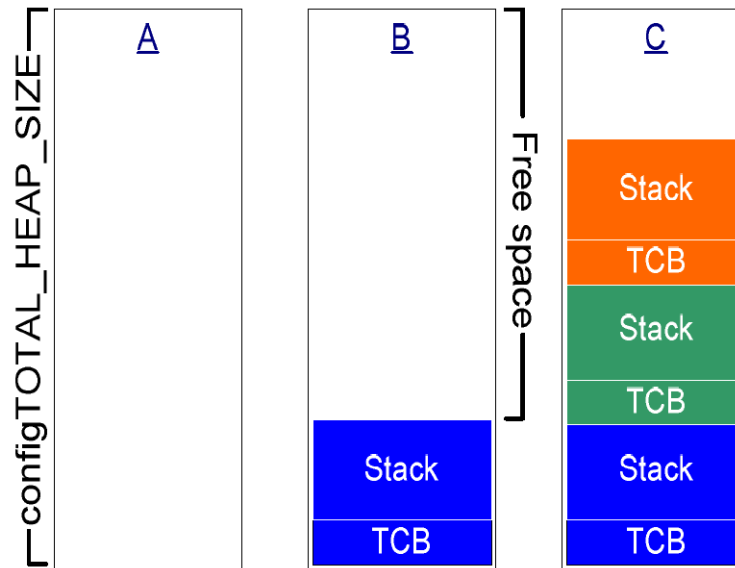 configTOTAL_HEAP_SIZE
A
B
Free space
Stack
TCB
C
Stack
TCB
Stack
TCB
Stack
TCB